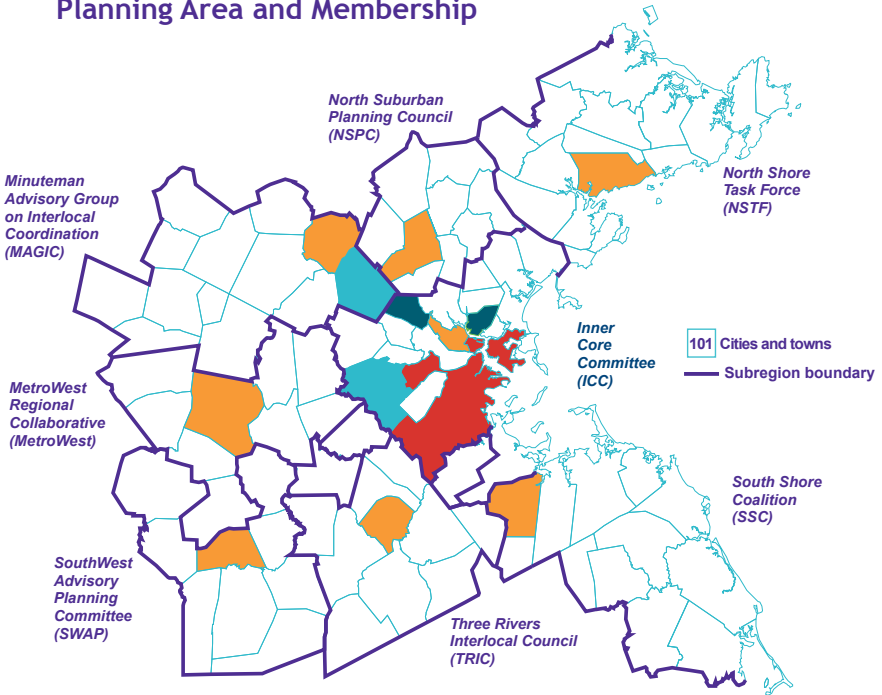 Planning Area and Membership
North Suburban
Planning Council
(NSPC)
Minuteman
Advisory Group
on Interlocal
Coordination
(MAGIC)
North Shore
Task Force
(NSTF)
Inner
Core
Committee
(ICC)
101 Cities and towns
Subregion boundary
MetroWest
Regional
Collaborative
(MetroWest)
South Shore
Coalition
(SSC)
SouthWest
Advisory
Planning
Committee
(SWAP)
Three Rivers
Interlocal Council
(TRIC)